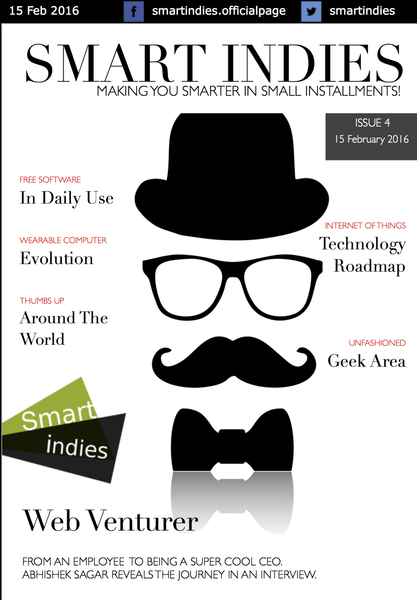 15 Feb 2016
smartindies.officialpage
smartindies
SMART INDIES
MAKING YOU SMARTER IN SMALL INSTALLMENTS!
ISSUE 4
15 February 2016
FREE SOFTWARE
In Daily Use
WEARABLE COMPUTER
Evolution
THUMBS UP
Around The
World
INTERNET OF THINGS
Technology
Roadmap
UNFASHIONED
Geek Area
Smart
indies
Web Venturer
FROM AN EMPLOYEE TO BEING A SUPER COOL CEO.
ABHISHEK SAGAR REVEALS THE JOURNEY IN AN INTERVIEW.